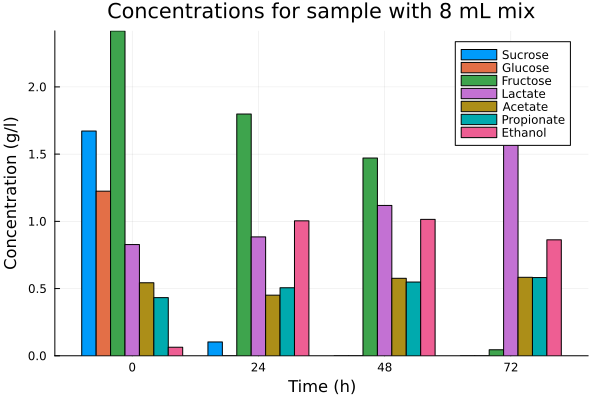 Concentrations for sample with 8 mL mix
Concentration (g/l)
2.0
1.5
1.0
0.5
0.0
Sucrose
Glucose
Fructose
Lactate
Acetate
Propionate
Ethanol
0 24 48 72
Time (h)